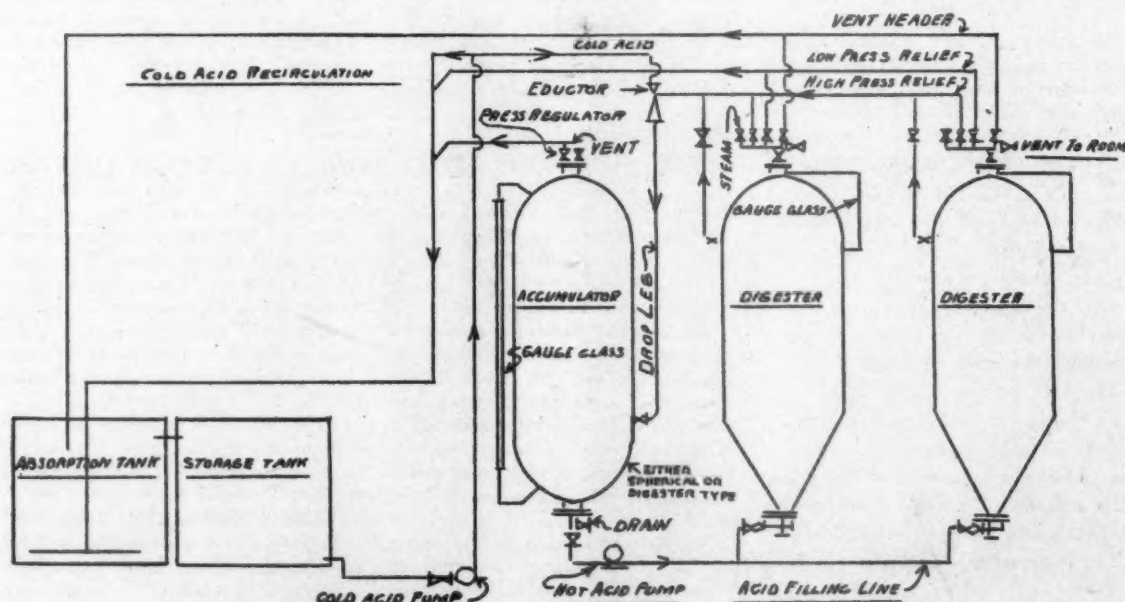 VENT HEADER
COLD ACID
LOW PRESS RELIEF
COLD ACID RECIRCULATION
HIGH PRESS RELIEF
EDUCTOR
PRESS REGULATOR
VENT
STEAM
VENT TO ROOM
GAUGE GLASS
DROP LEG
ACCUMULATOR
DIGESTER
DIGESTER
GAUGE GLASS
ABSORPTION TANK
STORAGE TANK
EITHER
SPHERICAL OR
DIGESTER TYPE
DRAIN
COLD ACID PUMP
HOT ACID PUMP
ACID FILLING LINE